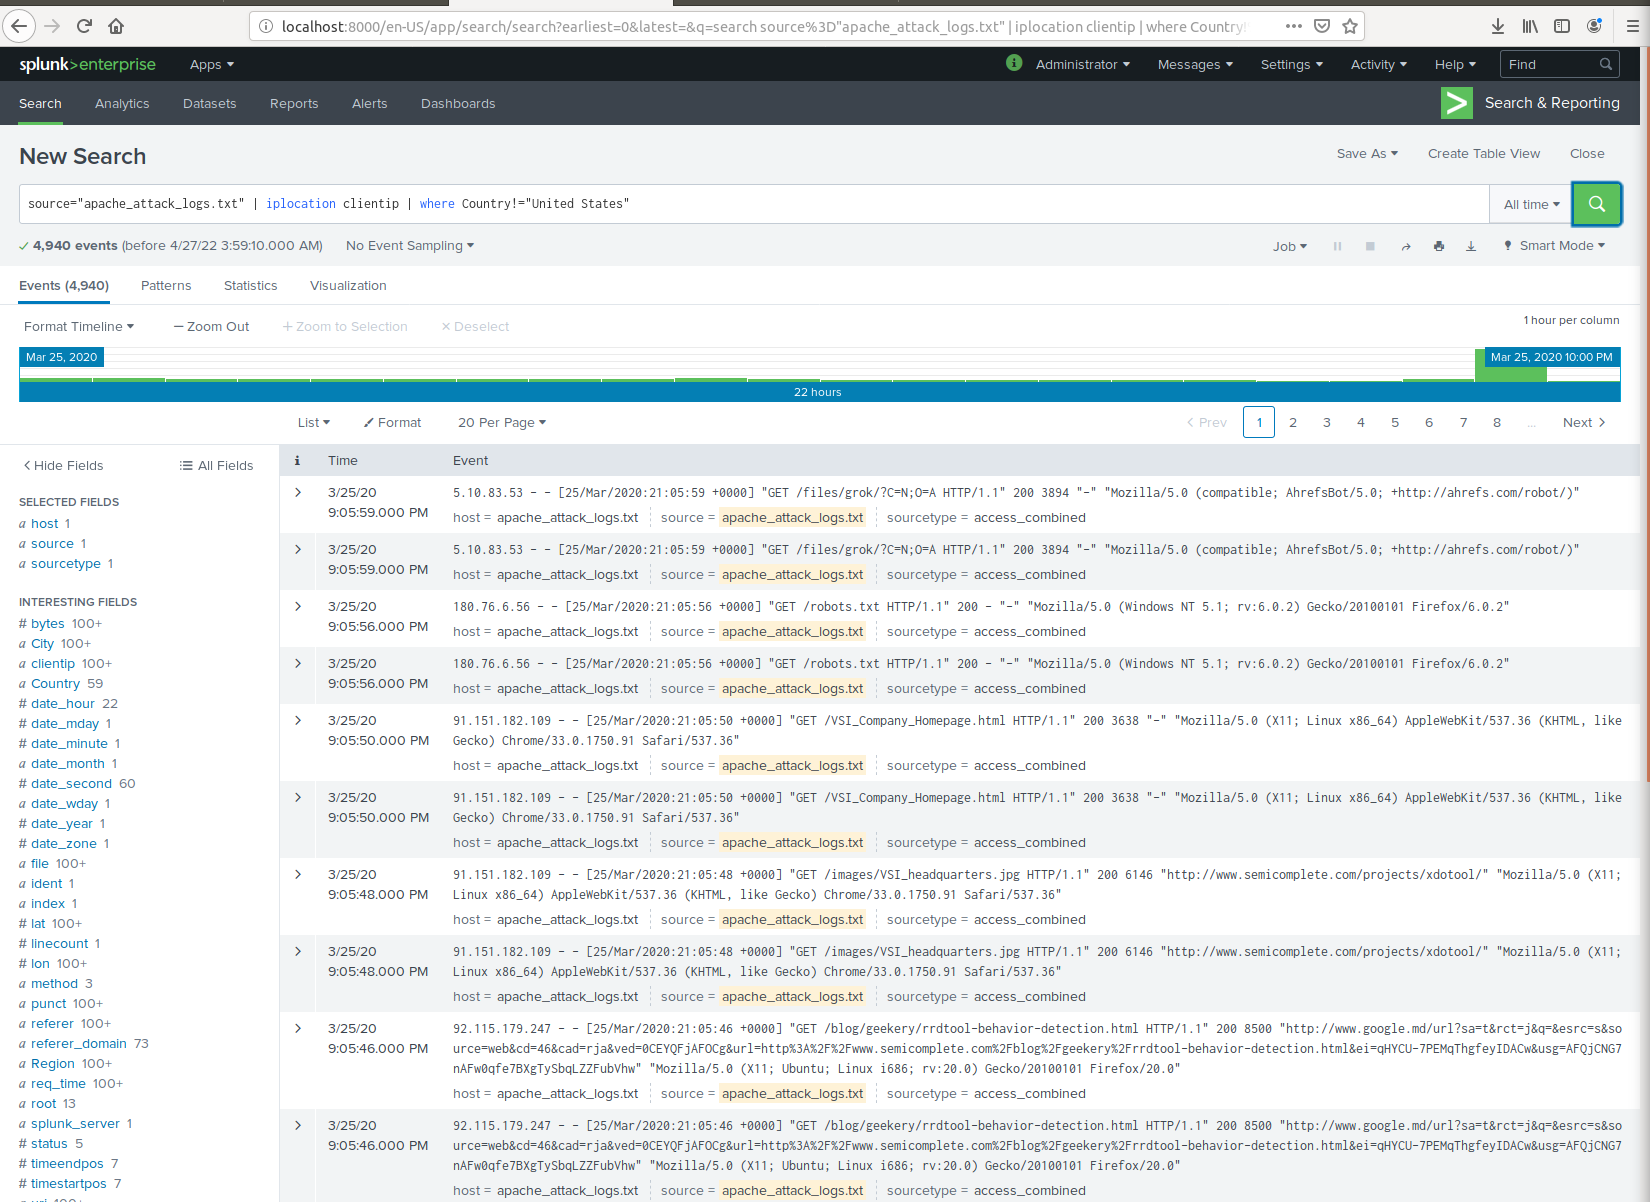 localhost:8000/en-US/app/search/search?earliest=0&latest=&q=search source%3D"apache_attack_logs.txt" | iplocation clientip | where Country!
splunk>enterprise Apps Administrator Messages Settings Activity Help Find
Search Analytics Datasets Reports Alerts Dashboards Search & Reporting
New Search Save As Create Table View Close
source="apache_attack_logs.txt" | iplocation clientip | where Country!="United States" All time
4,940 events (before 4/27/22 3:59:10.000 AM) No Event Sampling Job Smart Mode
Events (4,940) Patterns Statistics Visualization
Format Timeline — Zoom Out + Zoom to Selection × Deselect 1 hour per column
Mar 25, 2020 Mar 25, 2020 10:00 PM
22 hours
List Format 20 Per Page < Prev 1 2 3 4 5 6 7 8 ... Next >
< Hide Fields All Fields
SELECTED FIELDS
a host 1
a source 1
a sourcetype 1
INTERESTING FIELDS
# bytes 100+
a City 100+
a clientip 100+
a Country 59
# date_hour 22
# date_mday 1
# date_minute 1
a date_month 1
# date_second 60
a date_wday 1
# date_year 1
# date_zone 1
a file 100+
a ident 1
a index 1
# lat 100+
# linecount 1
# lon 100+
a method 3
a punct 100+
a referer 100+
a referer_domain 73
a Region 100+
a req_time 100+
a root 13
a splunk_server 1
# status 5
# timeendpos 7
# timestartpos 7
i Time Event
3/25/20
9:05:59.000 PM
5.10.83.53 - - [25/Mar/2020:21:05:59 +0000] "GET /files/grok/?C=N;O=A HTTP/1.1" 200 3894 "-" "Mozilla/5.0 (compatible; AhrefsBot/5.0; +http://ahrefs.com/robot/)"
host = apache_attack_logs.txt source = apache_attack_logs.txt sourcetype = access_combined
3/25/20
9:05:59.000 PM
5.10.83.53 - - [25/Mar/2020:21:05:59 +0000] "GET /files/grok/?C=N;O=A HTTP/1.1" 200 3894 "-" "Mozilla/5.0 (compatible; AhrefsBot/5.0; +http://ahrefs.com/robot/)"
host = apache_attack_logs.txt source = apache_attack_logs.txt sourcetype = access_combined
3/25/20
9:05:56.000 PM
180.76.6.56 - - [25/Mar/2020:21:05:56 +0000] "GET /robots.txt HTTP/1.1" 200 - "-" "Mozilla/5.0 (Windows NT 5.1; rv:6.0.2) Gecko/20100101 Firefox/6.0.2"
host = apache_attack_logs.txt source = apache_attack_logs.txt sourcetype = access_combined
3/25/20
9:05:56.000 PM
180.76.6.56 - - [25/Mar/2020:21:05:56 +0000] "GET /robots.txt HTTP/1.1" 200 - "-" "Mozilla/5.0 (Windows NT 5.1; rv:6.0.2) Gecko/20100101 Firefox/6.0.2"
host = apache_attack_logs.txt source = apache_attack_logs.txt sourcetype = access_combined
3/25/20
9:05:50.000 PM
91.151.182.109 - - [25/Mar/2020:21:05:50 +0000] "GET /VSI_Company_Homepage.html HTTP/1.1" 200 3638 "-" "Mozilla/5.0 (X11; Linux x86_64) AppleWebKit/537.36 (KHTML, like
Gecko) Chrome/33.0.1750.91 Safari/537.36"
host = apache_attack_logs.txt source = apache_attack_logs.txt sourcetype = access_combined
3/25/20
9:05:50.000 PM
91.151.182.109 - - [25/Mar/2020:21:05:50 +0000] "GET /VSI_Company_Homepage.html HTTP/1.1" 200 3638 "-" "Mozilla/5.0 (X11; Linux x86_64) AppleWebKit/537.36 (KHTML, like
Gecko) Chrome/33.0.1750.91 Safari/537.36"
host = apache_attack_logs.txt source = apache_attack_logs.txt sourcetype = access_combined
3/25/20
9:05:48.000 PM
91.151.182.109 - - [25/Mar/2020:21:05:48 +0000] "GET /images/VSI_headquarters.jpg HTTP/1.1" 200 6146 "http://www.semicomplete.com/projects/xdotool/" "Mozilla/5.0 (X11;
Linux x86_64) AppleWebKit/537.36 (KHTML, like Gecko) Chrome/33.0.1750.91 Safari/537.36"
host = apache_attack_logs.txt source = apache_attack_logs.txt sourcetype = access_combined
3/25/20
9:05:48.000 PM
91.151.182.109 - - [25/Mar/2020:21:05:48 +0000] "GET /images/VSI_headquarters.jpg HTTP/1.1" 200 6146 "http://www.semicomplete.com/projects/xdotool/" "Mozilla/5.0 (X11;
Linux x86_64) AppleWebKit/537.36 (KHTML, like Gecko) Chrome/33.0.1750.91 Safari/537.36"
host = apache_attack_logs.txt source = apache_attack_logs.txt sourcetype = access_combined
3/25/20
9:05:46.000 PM
92.115.179.247 - - [25/Mar/2020:21:05:46 +0000] "GET /blog/geekery/rrdtool-behavior-detection.html HTTP/1.1" 200 8500 "http://www.google.md/url?sa=t&rct=j&q=&esrc=s&so
urce=web&cd=46&cad=rja&ved=0CEYQFjAFOCg&url=http%3A%2F%2Fwww.semicomplete.com%2Fblog%2Fgeekery%2Frrdtool-behavior-detection.html&ei=qHYCU-7PEMqThgfeyIDACw&usg=AFQjCNG7
nAFw0qfe7BXgTySbqLZZFubVhw" "Mozilla/5.0 (X11; Ubuntu; Linux i686; rv:20.0) Gecko/20100101 Firefox/20.0"
host = apache_attack_logs.txt source = apache_attack_logs.txt sourcetype = access_combined
3/25/20
9:05:46.000 PM
92.115.179.247 - - [25/Mar/2020:21:05:46 +0000] "GET /blog/geekery/rrdtool-behavior-detection.html HTTP/1.1" 200 8500 "http://www.google.md/url?sa=t&rct=j&q=&esrc=s&so
urce=web&cd=46&cad=rja&ved=0CEYQFjAFOCg&url=http%3A%2F%2Fwww.semicomplete.com%2Fblog%2Fgeekery%2Frrdtool-behavior-detection.html&ei=qHYCU-7PEMqThgfeyIDACw&usg=AFQjCNG7
nAFw0qfe7BXgTySbqLZZFubVhw" "Mozilla/5.0 (X11; Ubuntu; Linux i686; rv:20.0) Gecko/20100101 Firefox/20.0"
host = apache_attack_logs.txt source = apache_attack_logs.txt sourcetype = access_combined